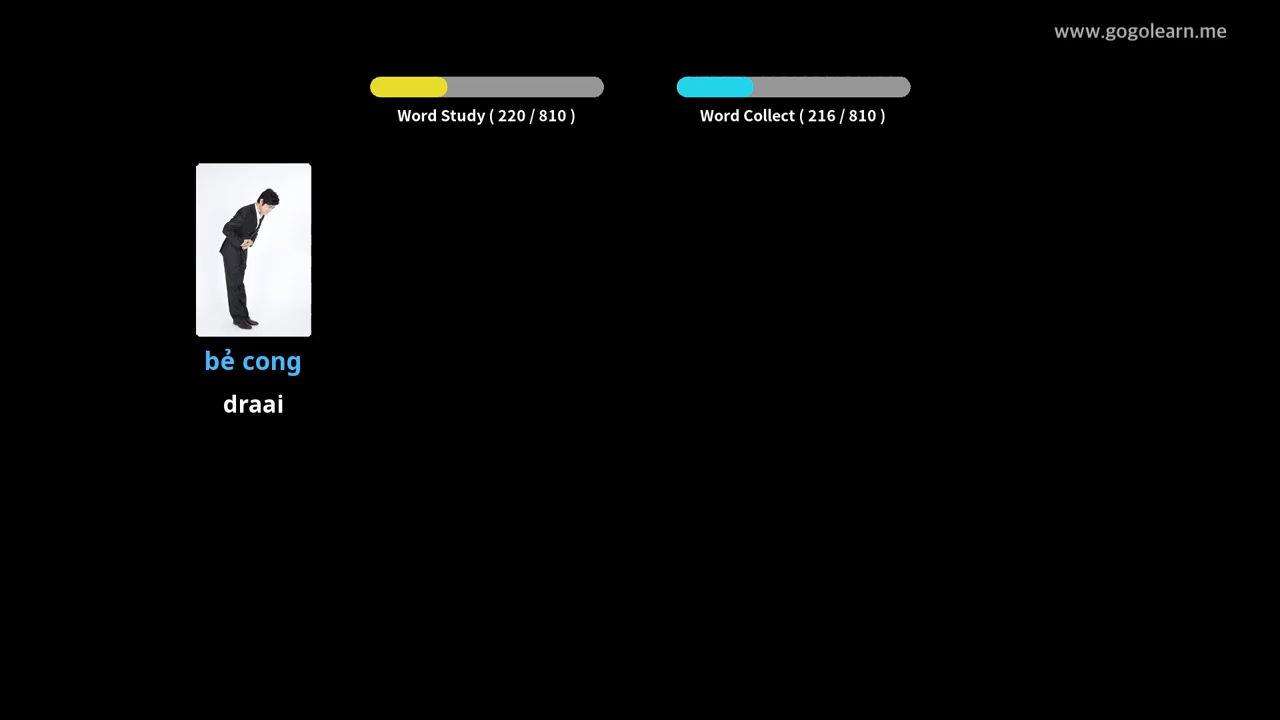 www.gogolearn.me
Word Study ( 220 / 810 )
Word Collect ( 216 / 810 )
bẻ cong
draai